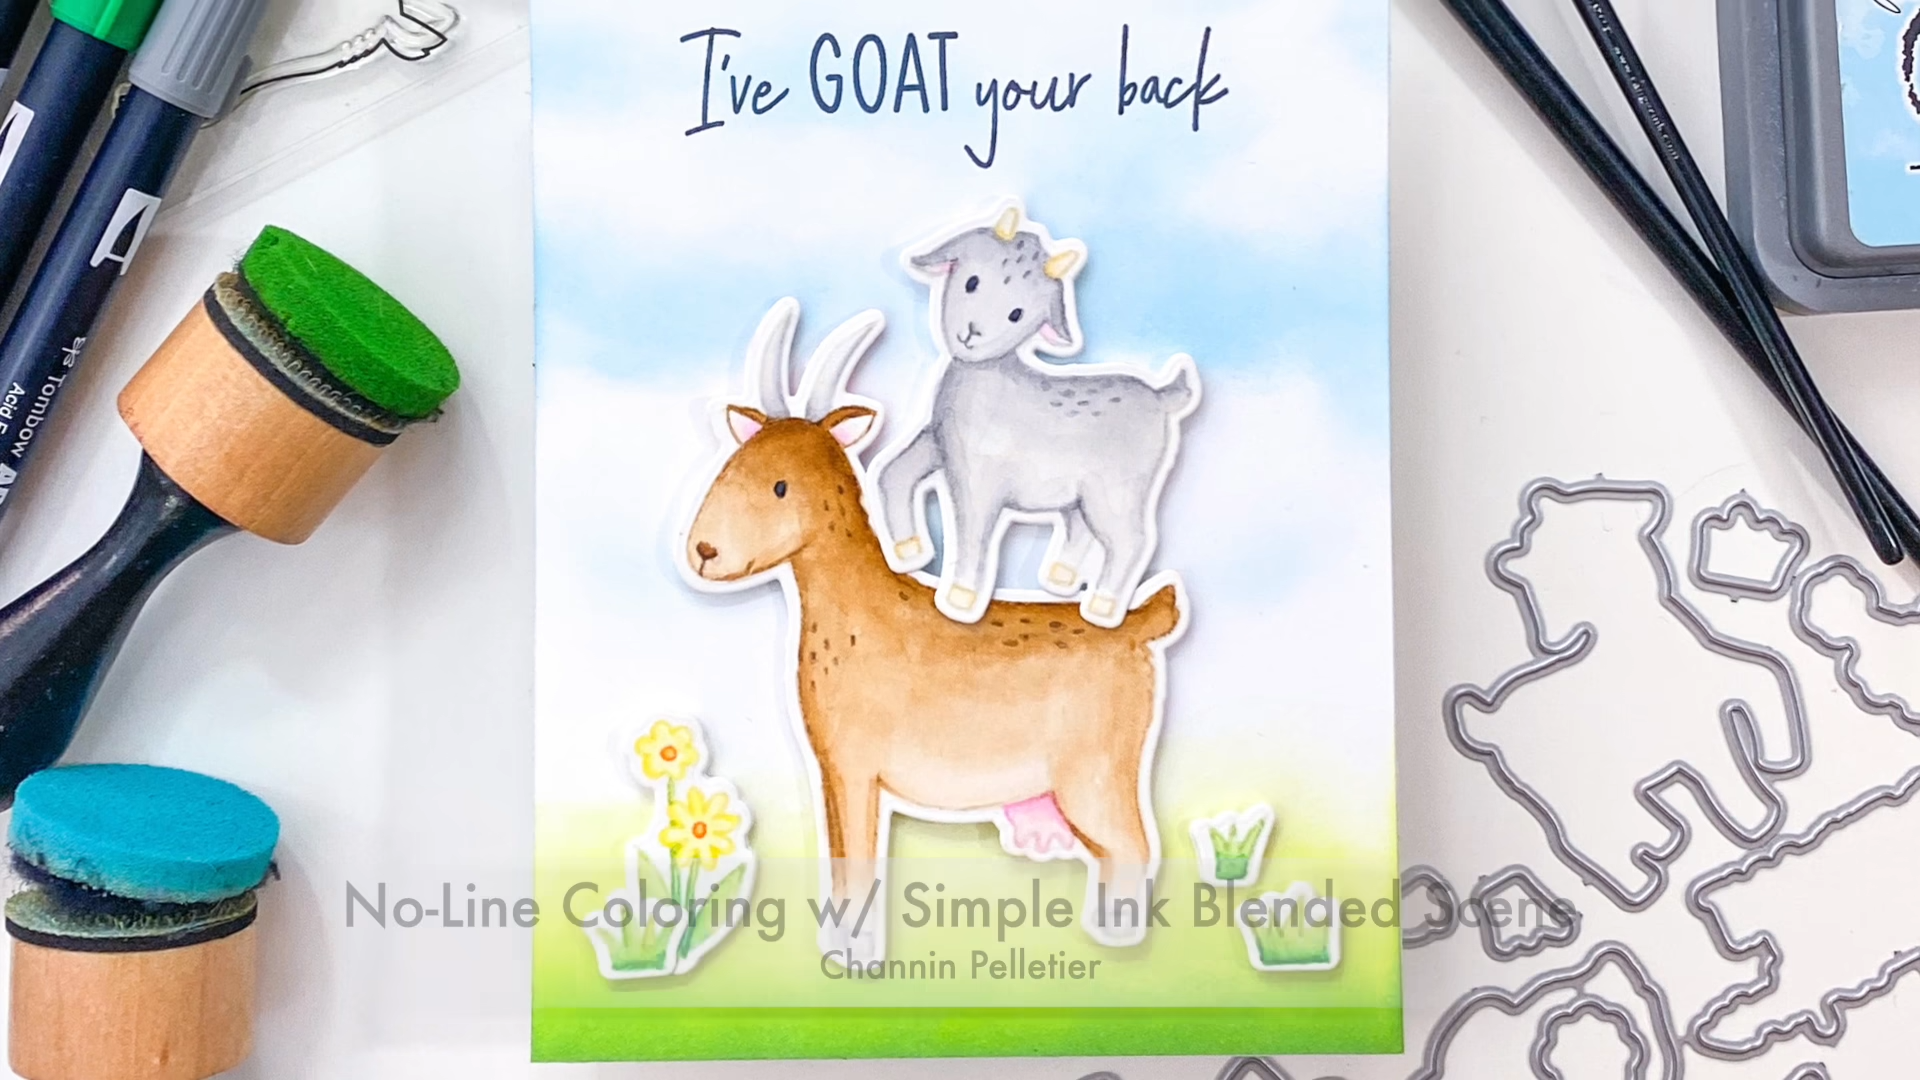 I've GOAT your back
Tombow
No-Line Coloring w/ Simple Ink Blended Scene
Channin Pelletier